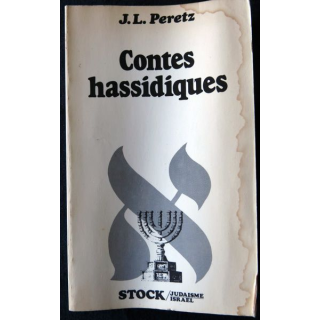 J.L. Peretz
Contes
hassidiques
א
STOCK/JUDAISME
ISRAEL